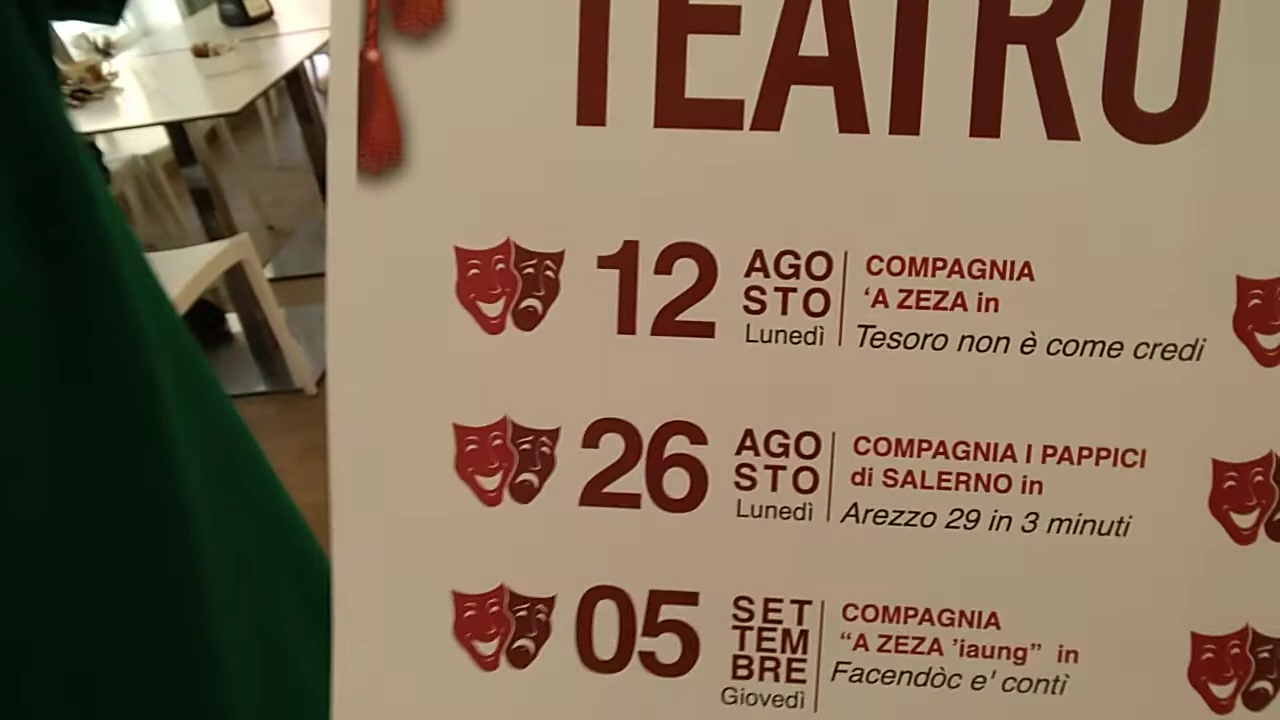 TEATRO
12 AGO
STO
Lunedì
COMPAGNIA
‘A ZEZA in
Tesoro non è come credi
26 AGO
STO
Lunedì
COMPAGNIA I PAPPICI
di SALERNO in
Arezzo 29 in 3 minuti
05 SET
TEM
BRE
Giovedì
COMPAGNIA
“A ZEZA 'iaung” in
Facendòc e' contì